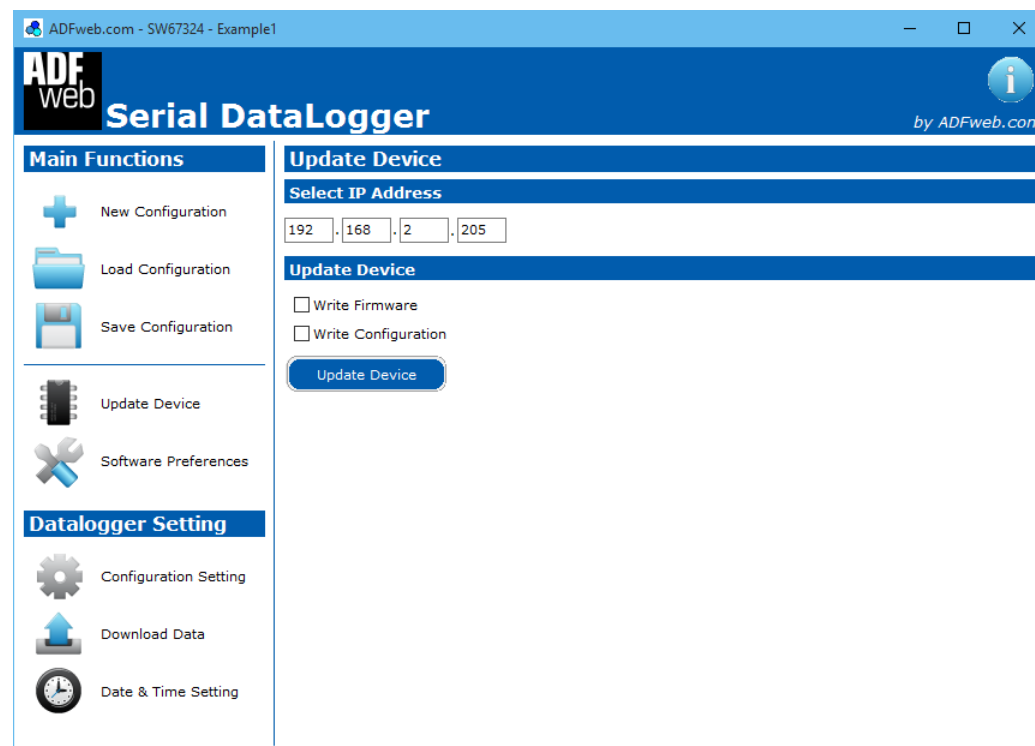 ADFweb.com - SW67324 - Example1
ADF
web
Serial DataLogger
i
by ADFweb.com
Main Functions
New Configuration
Load Configuration
Save Configuration
Update Device
Software Preferences
Datalogger Setting
Configuration Setting
Download Data
Date & Time Setting
Update Device
Select IP Address
192 . 168 . 2 . 205
Update Device
Write Firmware
Write Configuration
Update Device